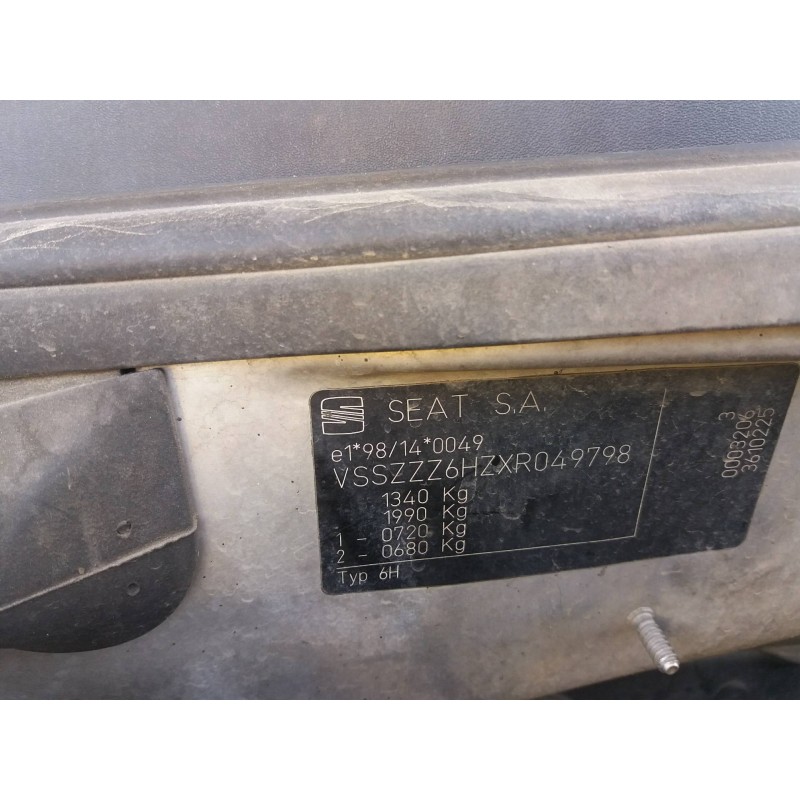 SEAT S.A.
e1*98/14*0049
VSSZZZ6HZXR049798
1340 Kg
1990 Kg
1 - 0720 Kg
2 - 0680 Kg
Typ 6H
3
0003206
3610225